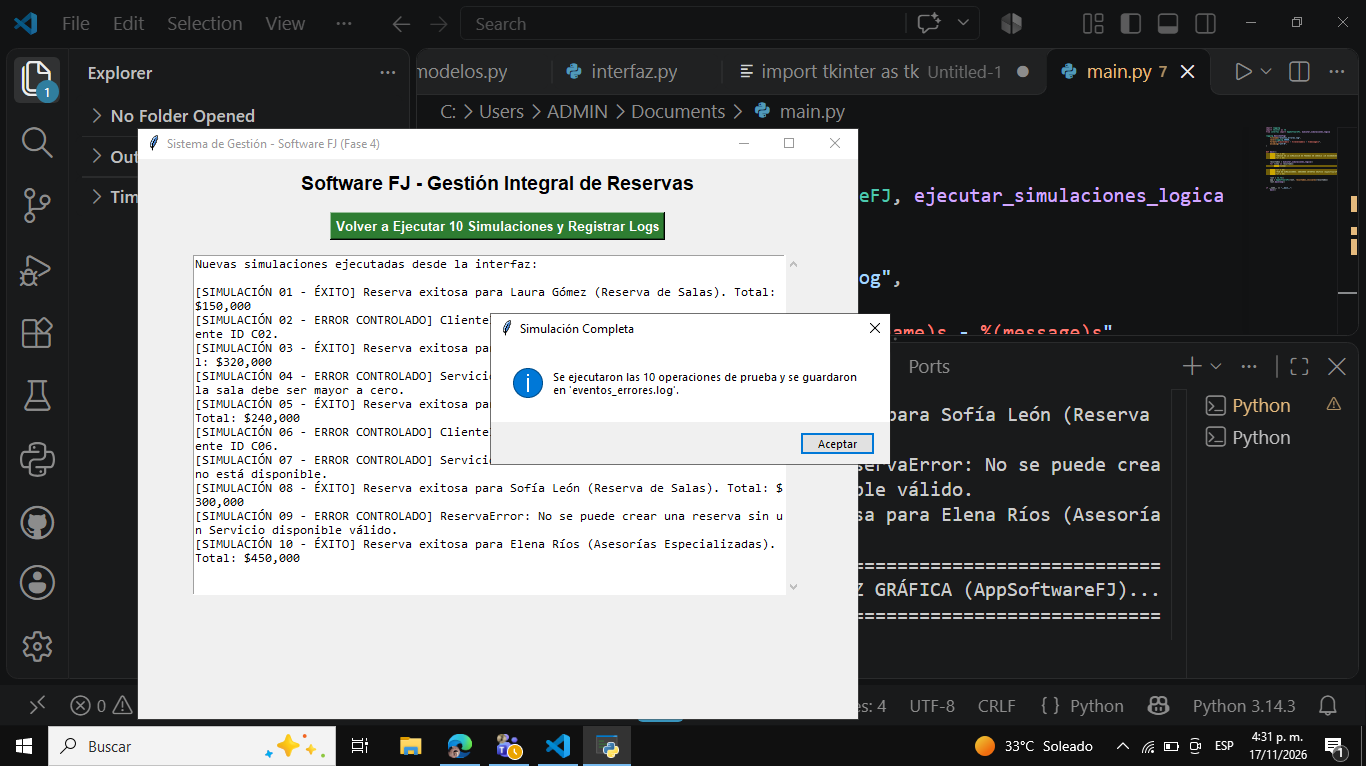 File Edit Selection View ··· Search
Explorer ···
modelos.py interfaz.py import tkinter as tk Untitled-1 main.py 7
1
No Folder Opened
C: > Users > ADMIN > Documents > main.py
Out
Tim
Sistema de Gestión - Software FJ (Fase 4)
Software FJ - Gestión Integral de Reservas
Volver a Ejecutar 10 Simulaciones y Registrar Logs
eFJ, ejecutar_simulaciones_logica
og",
ame)s - %(message)s"
Nuevas simulaciones ejecutadas desde la interfaz:
[SIMULACIÓN 01 - ÉXITO] Reserva exitosa para Laura Gómez (Reserva de Salas). Total:
$150,000
[SIMULACIÓN 02 - ERROR CONTROLADO] Cliente
ente ID C02.
[SIMULACIÓN 03 - ÉXITO] Reserva exitosa pa
l: $320,000
[SIMULACIÓN 04 - ERROR CONTROLADO] Servici
la sala debe ser mayor a cero.
[SIMULACIÓN 05 - ÉXITO] Reserva exitosa pa
Total: $240,000
[SIMULACIÓN 06 - ERROR CONTROLADO] Cliente
ente ID C06.
[SIMULACIÓN 07 - ERROR CONTROLADO] Servici
no está disponible.
[SIMULACIÓN 08 - ÉXITO] Reserva exitosa para Sofía León (Reserva de Salas). Total: $
300,000
[SIMULACIÓN 09 - ERROR CONTROLADO] ReservaError: No se puede crear una reserva sin u
n Servicio disponible válido.
[SIMULACIÓN 10 - ÉXITO] Reserva exitosa para Elena Ríos (Asesorías Especializadas).
Total: $450,000
Simulación Completa
Se ejecutaron las 10 operaciones de prueba y se guardaron
en 'eventos_errores.log'.
Aceptar
Ports
Python
Python
para Sofía León (Reserva
servaError: No se puede crea
ble válido.
sa para Elena Ríos (Asesoría
============================
Z GRÁFICA (AppSoftwareFJ)...
============================
0
es: 4 UTF-8 CRLF { } Python Python 3.14.3
Buscar
33°C Soleado
ESP
4:31 p. m.
17/11/2026
1